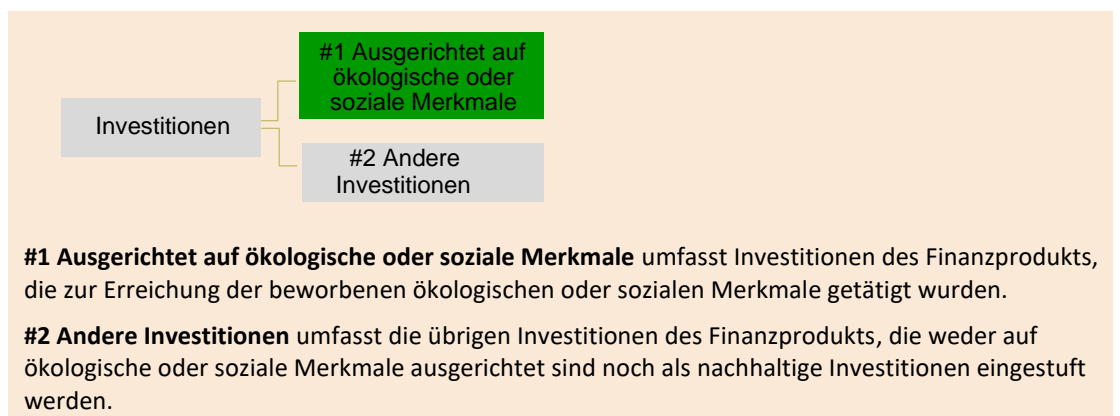 #1 Ausgerichtet auf
ökologische oder
soziale Merkmale
Investitionen
#2 Andere
Investitionen
#1 Ausgerichtet auf ökologische oder soziale Merkmale umfasst Investitionen des Finanzprodukts,
die zur Erreichung der beworbenen ökologischen oder sozialen Merkmale getätigt wurden.
#2 Andere Investitionen umfasst die übrigen Investitionen des Finanzprodukts, die weder auf
ökologische oder soziale Merkmale ausgerichtet sind noch als nachhaltige Investitionen eingestuft
werden.